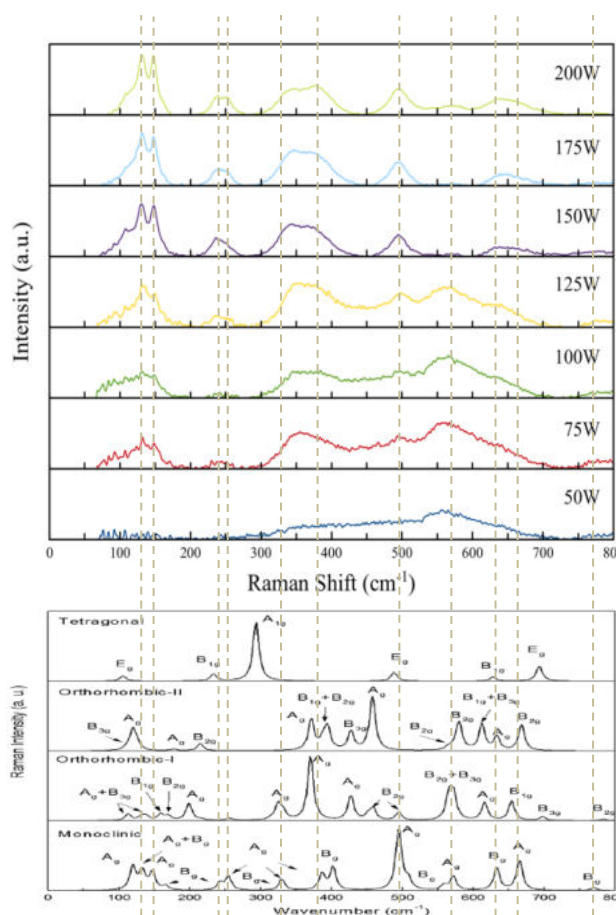 200W
175W
150W
Intensity (a.u.)
125W
100W
75W
50W
0 100 200 300 400 500 600 700 800
Raman Shift (cm-1)
Tetragonal
Eg B1g A1g Eg B1g Eg
Orthorhombic-II
B3g Ag Ag B2g Ag B1g+B2g B3g Ag B2g B2g B1g+B3g Ag B2g
Orthorhombic-I
Ag+B3g B1g B2g Ag Ag Ag Ag B2g B2g+B3g Ag B1g B3g B2g
Monoclinic
Ag Ag+Bg Ag Bg Ag Bg Bg Ag Bg Ag Bg Ag Bg
Raman Intensity (a. u.)
0 100 200 300 400 500 600 700 800
Wavenumber (cm-1)